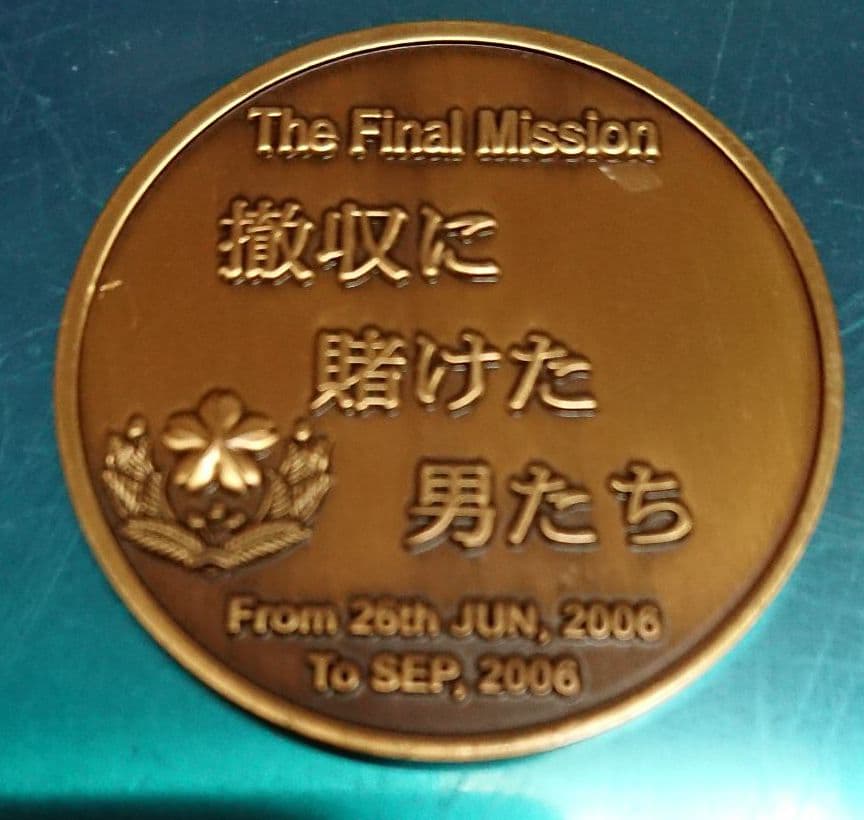 The Final Mission
撤収に
賭けた
男たち
From 26th JUN, 2006
To SEP, 2006